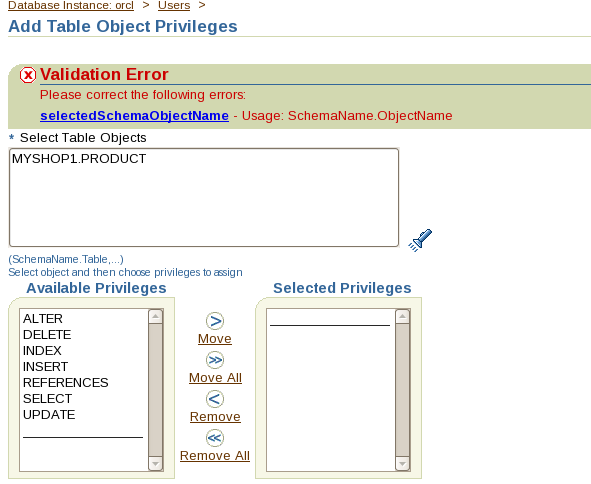 Database Instance: orcl > Users >
Add Table Object Privileges
Validation Error
Please correct the following errors:
selectedSchemaObjectName - Usage: SchemaName.ObjectName
* Select Table Objects
MYSHOP1.PRODUCT
(SchemaName.Table,...)
Select object and then choose privileges to assign
Available Privileges
Selected Privileges
ALTER
DELETE
INDEX
INSERT
REFERENCES
SELECT
UPDATE
Move
Move All
Remove
Remove All